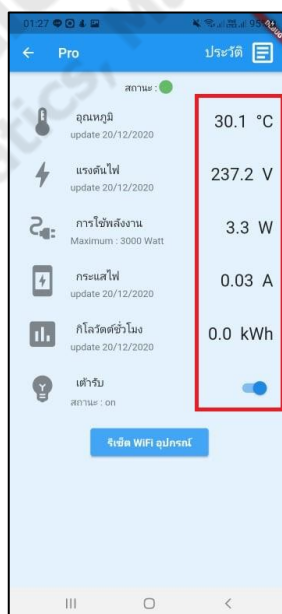 01:27
Pro
ประวัติ
สถานะ :
อุณหภูมิ
30.1 °C
update 20/12/2020
แรงดันไฟ
237.2 V
update 20/12/2020
การใช้พลังงาน
3.3 W
Maximum : 3000 Watt
กระแสไฟ
0.03 A
update 20/12/2020
กิโลวัตต์ชั่วโมง
0.0 kWh
update 20/12/2020
เต้ารับ
สถานะ : on
รีเซ็ต WiFi อุปกรณ์